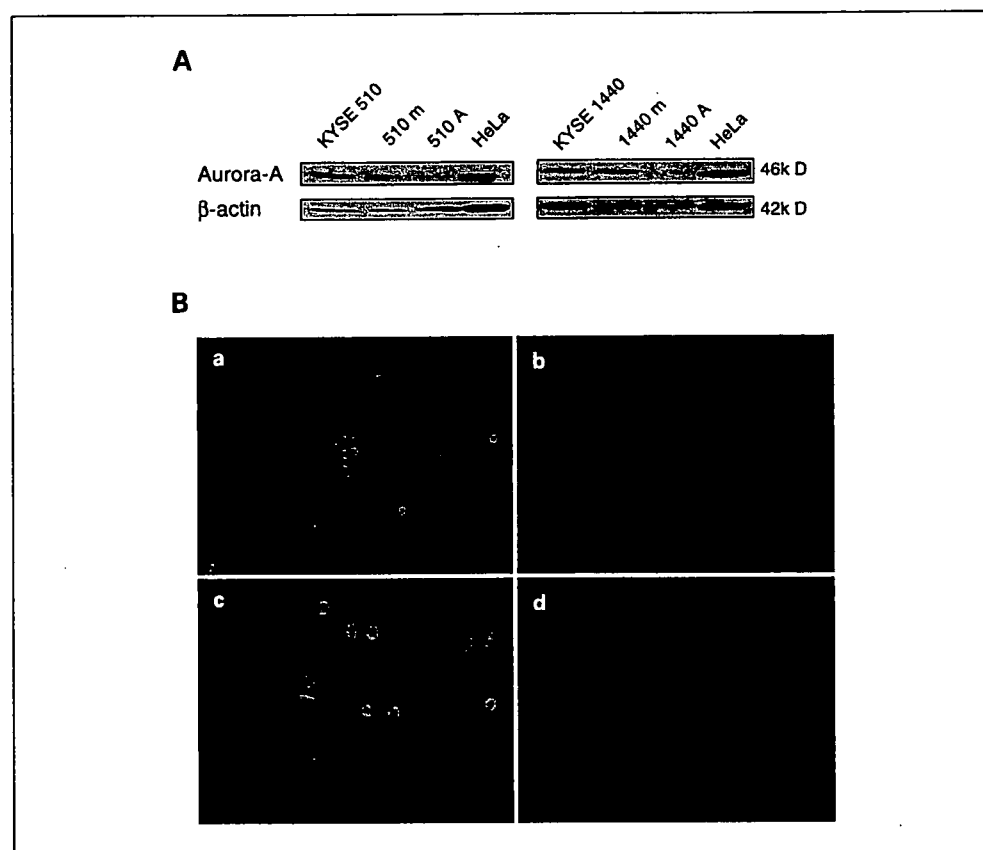 A
KYSE 510 510 m 510 A HeLa KYSE 1440 1440 m 1440 A HeLa
Aurora-A 46k D
β-actin 42k D
B
a b
c d